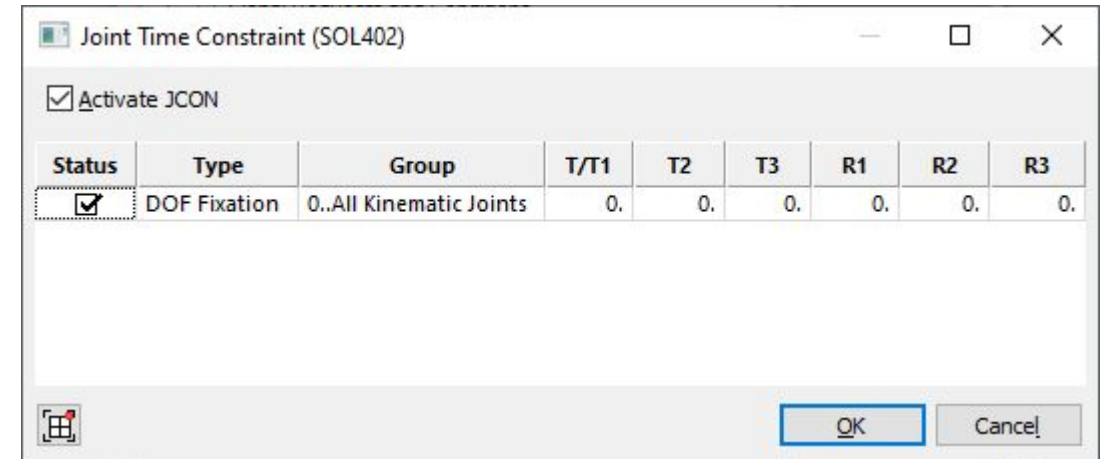 Joint Time Constraint (SOL402)
Activate JCON
Status Type Group T/T1 T2 T3 R1 R2 R3
DOF Fixation 0..All Kinematic Joints 0. 0. 0. 0. 0. 0.
OK Cancel